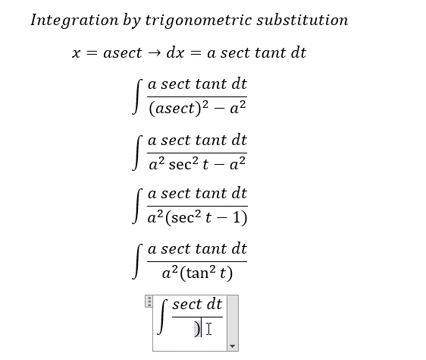 Integration by trigonometric substitution
x = asect → dx = a sect tant dt
∫ a sect tant dt / (asect)² − a²
∫ a sect tant dt / a² sec² t − a²
∫ a sect tant dt / a²(sec² t − 1)
∫ a sect tant dt / a²(tan² t)
∫ sect dt / )